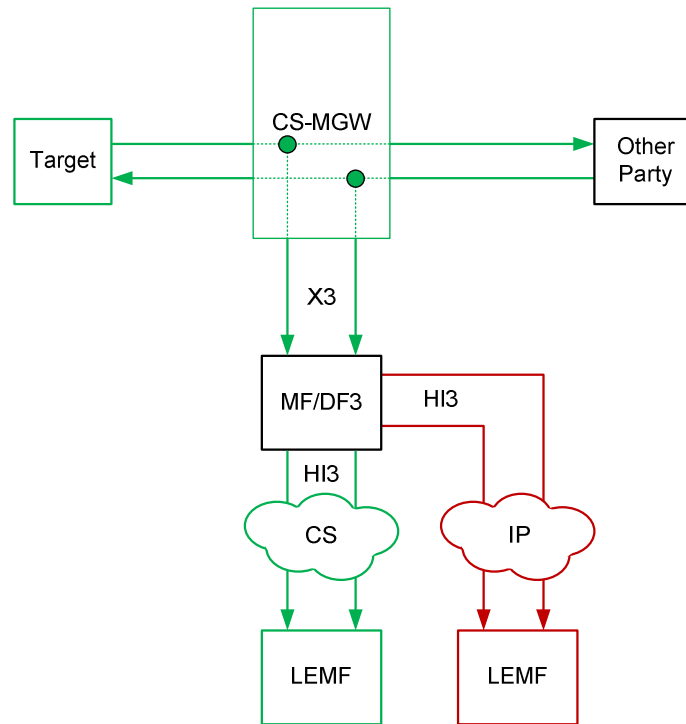 CS-MGW
Target
Other
Party
X3
MF/DF3
HI3
HI3
CS
IP
LEMF
LEMF